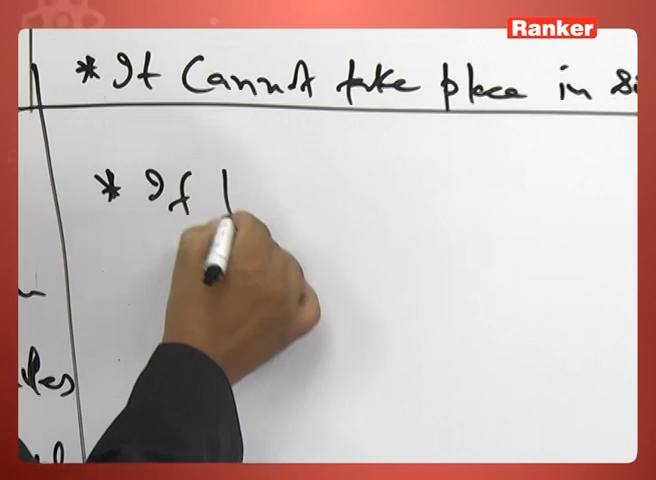 Ranker
* It cannot take place in
* If